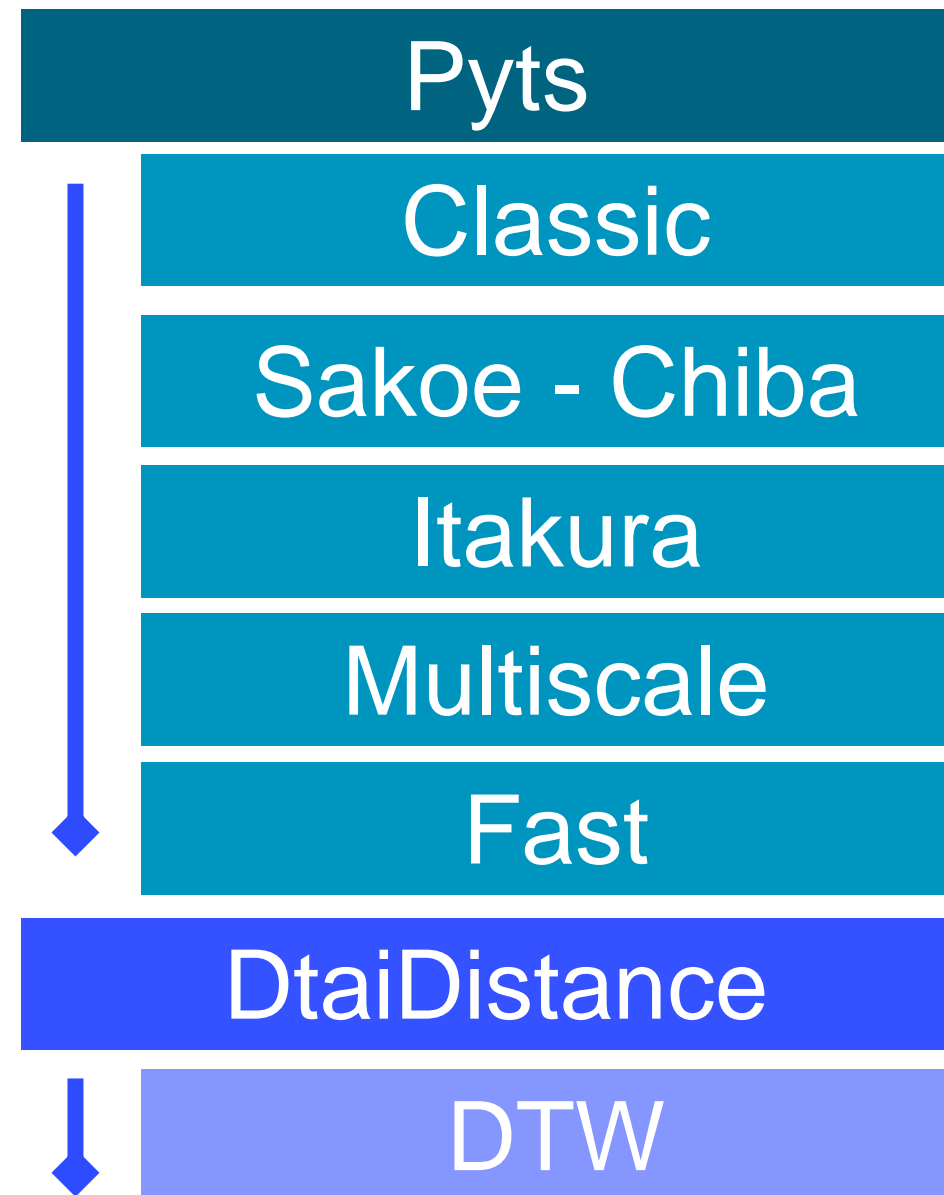 Pyts
Classic
Sakoe - Chiba
Itakura
Multiscale
Fast
DtaiDistance
DTW